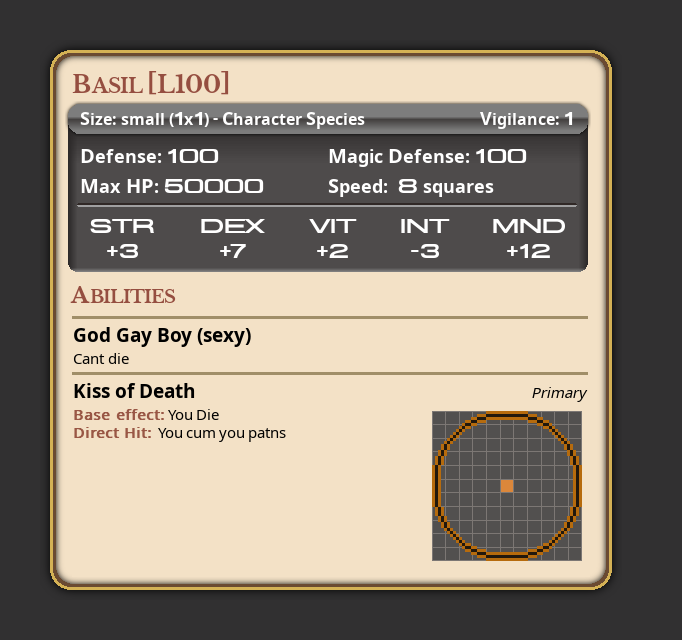 Basil [L100]
Size: small (1x1) - Character Species Vigilance: 1
Defense: 100 Magic Defense: 100
Max HP: 50000 Speed: 8 squares
STR DEX VIT INT MND
+3 +7 +2 -3 +12
Abilities
God Gay Boy (sexy)
Cant die
Kiss of Death Primary
Base effect: You Die
Direct Hit: You cum you patns